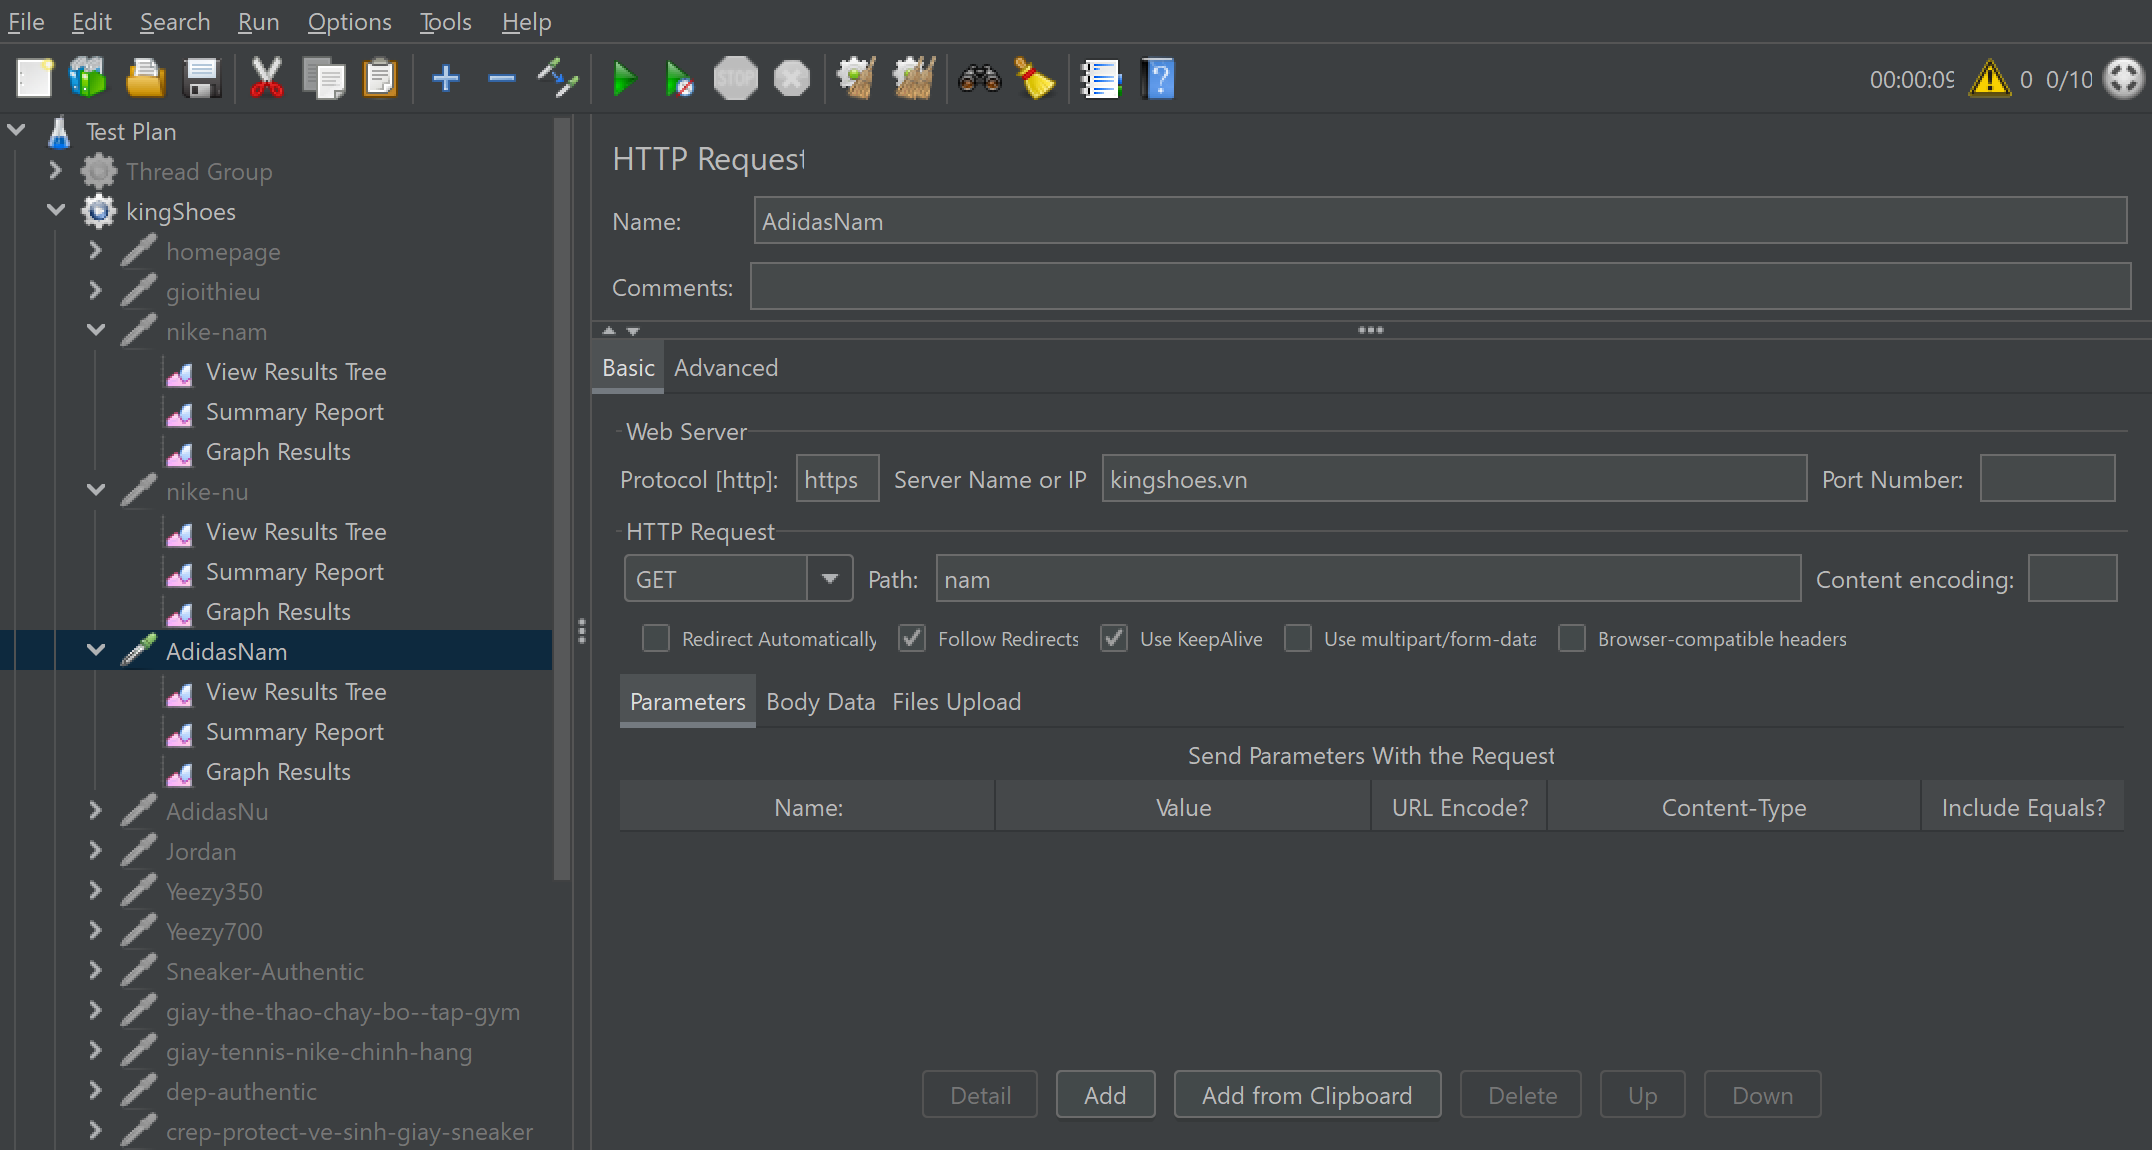 File Edit Search Run Options Tools Help
STOP
00:00:09 0 0/10
Test Plan
Thread Group
kingShoes
homepage
gioithieu
nike-nam
View Results Tree
Summary Report
Graph Results
nike-nu
View Results Tree
Summary Report
Graph Results
AdidasNam
View Results Tree
Summary Report
Graph Results
AdidasNu
Jordan
Yeezy350
Yeezy700
Sneaker-Authentic
giay-the-thao-chay-bo--tap-gym
giay-tennis-nike-chinh-hang
dep-authentic
crep-protect-ve-sinh-giay-sneaker
HTTP Request
Name: AdidasNam
Comments:
Basic Advanced
Web Server
Protocol [http]: https Server Name or IP kingshoes.vn Port Number:
HTTP Request
GET Path: nam Content encoding:
Redirect Automatically Follow Redirects Use KeepAlive Use multipart/form-data Browser-compatible headers
Parameters Body Data Files Upload
Send Parameters With the Request
Name: Value URL Encode? Content-Type Include Equals?
Detail Add Add from Clipboard Delete Up Down